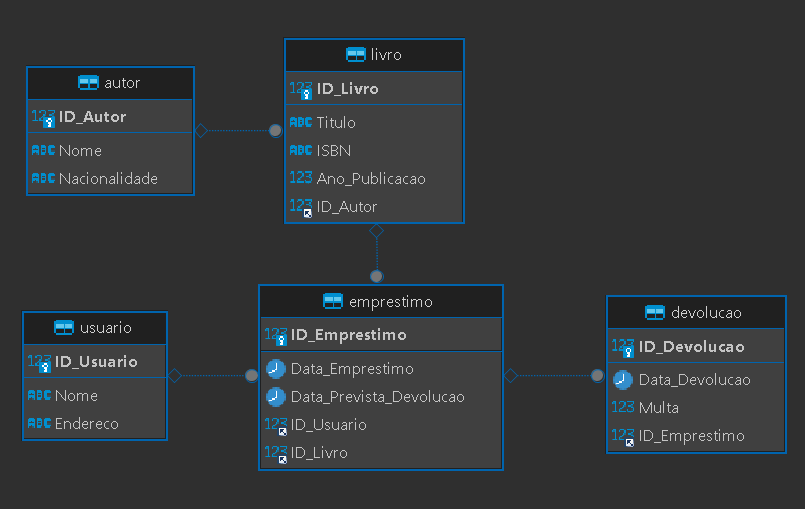 autor
123 ID_Autor
ABC Nome
ABC Nacionalidade
livro
123 ID_Livro
ABC Titulo
ABC ISBN
123 Ano_Publicacao
123 ID_Autor
usuario
123 ID_Usuario
ABC Nome
ABC Endereco
emprestimo
123 ID_Emprestimo
Data_Emprestimo
Data_Prevista_Devolucao
123 ID_Usuario
123 ID_Livro
devolucao
123 ID_Devolucao
Data_Devolucao
123 Multa
123 ID_Emprestimo